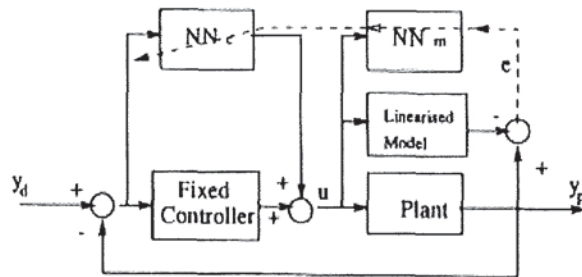 NN c
NN m
e
Linearised
Model
-
+
y_d
+
-
Fixed
Controller
+
+
u
Plant
y_p